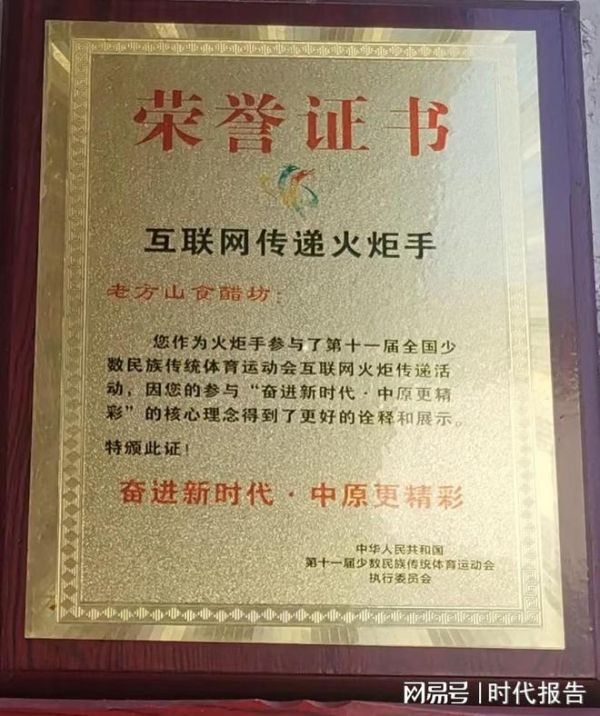 荣誉证书
互联网传递火炬手
老方山食醋坊：
您作为火炬手参与了第十一届全国少
数民族传统体育运动会互联网火炬传递活
动，因您的参与“奋进新时代·中原更精
彩”的核心理念得到了更好的诠释和展示。
特颁此证！
奋进新时代·中原更精彩
中华人民共和国
第十一届少数民族传统体育运动会
执行委员会
网易号 | 时代报告